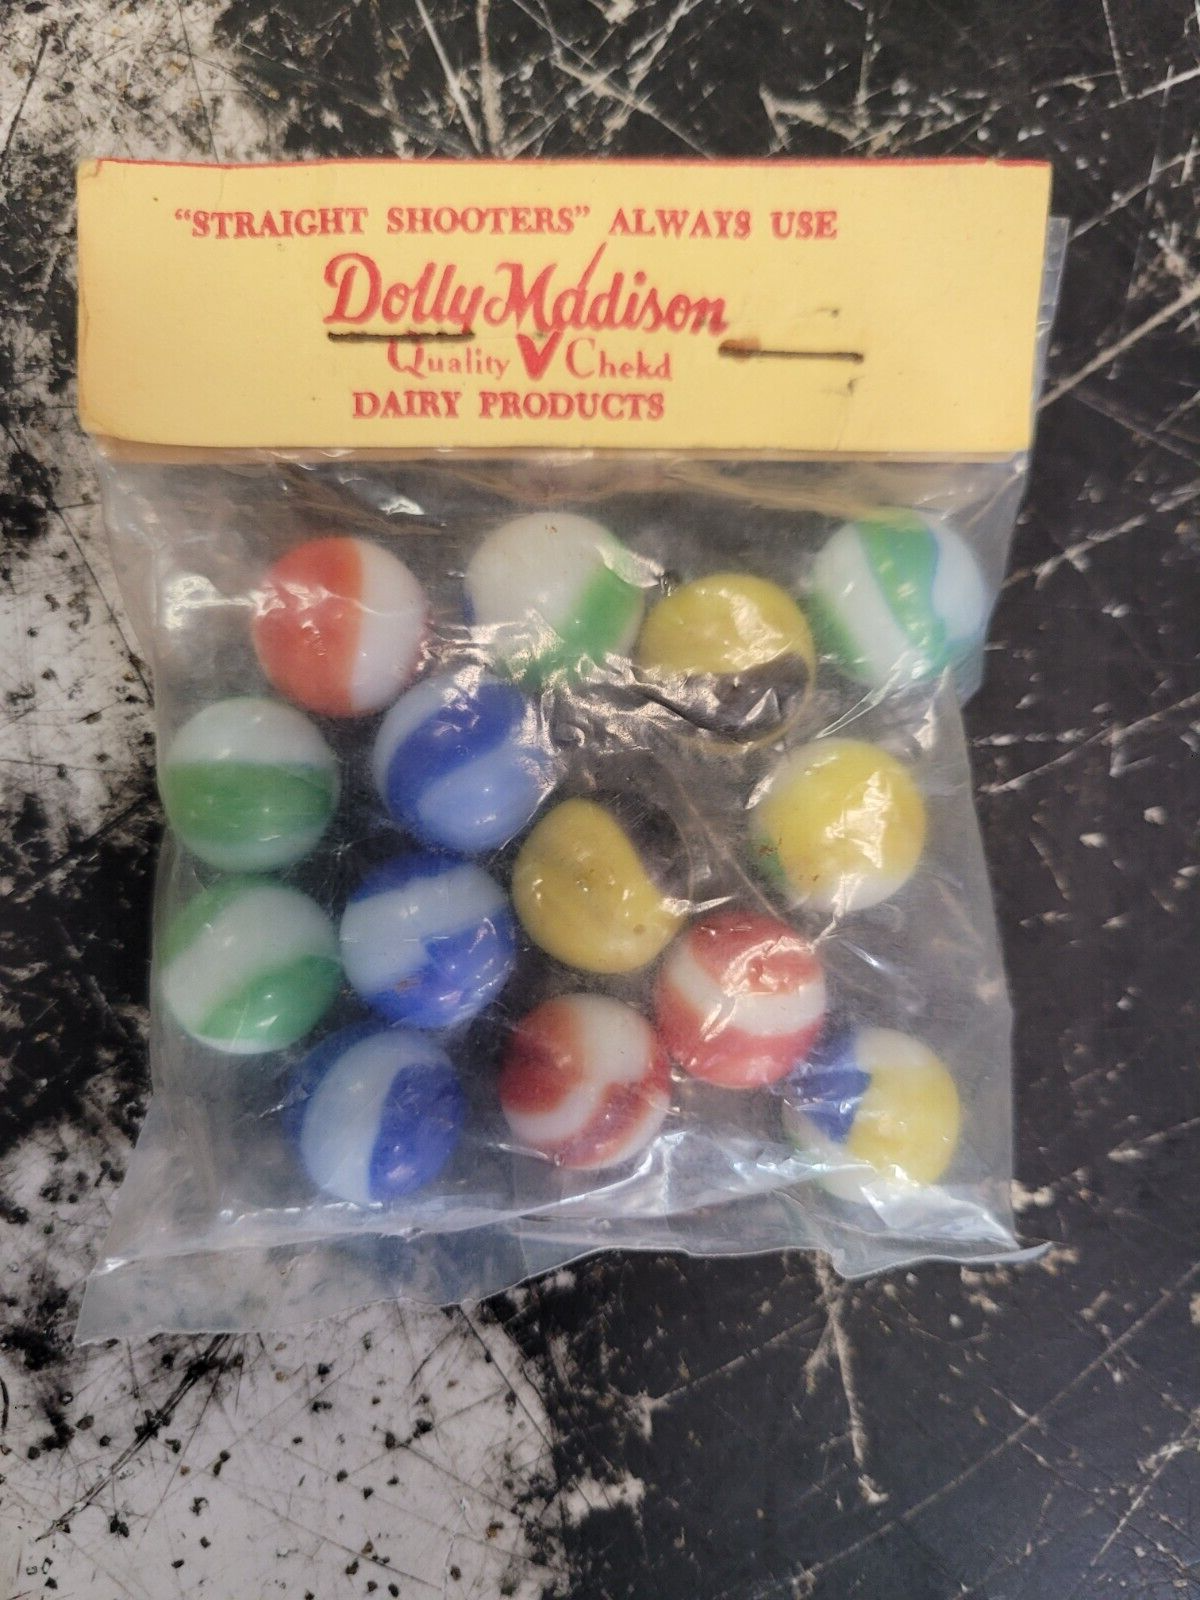 "STRAIGHT SHOOTERS" ALWAYS USE
Dolly Madison
Quality Chekd
DAIRY PRODUCTS